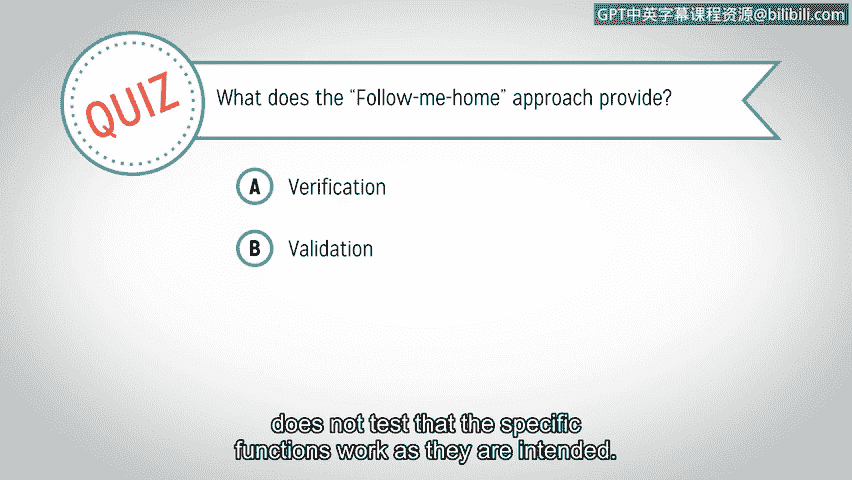 GPT中英字幕课程资源@bilibili.com
QUIZ
What does the “Follow-me-home” approach provide?
A Verification
B Validation
does not test that the specific
functions work as they are intended.